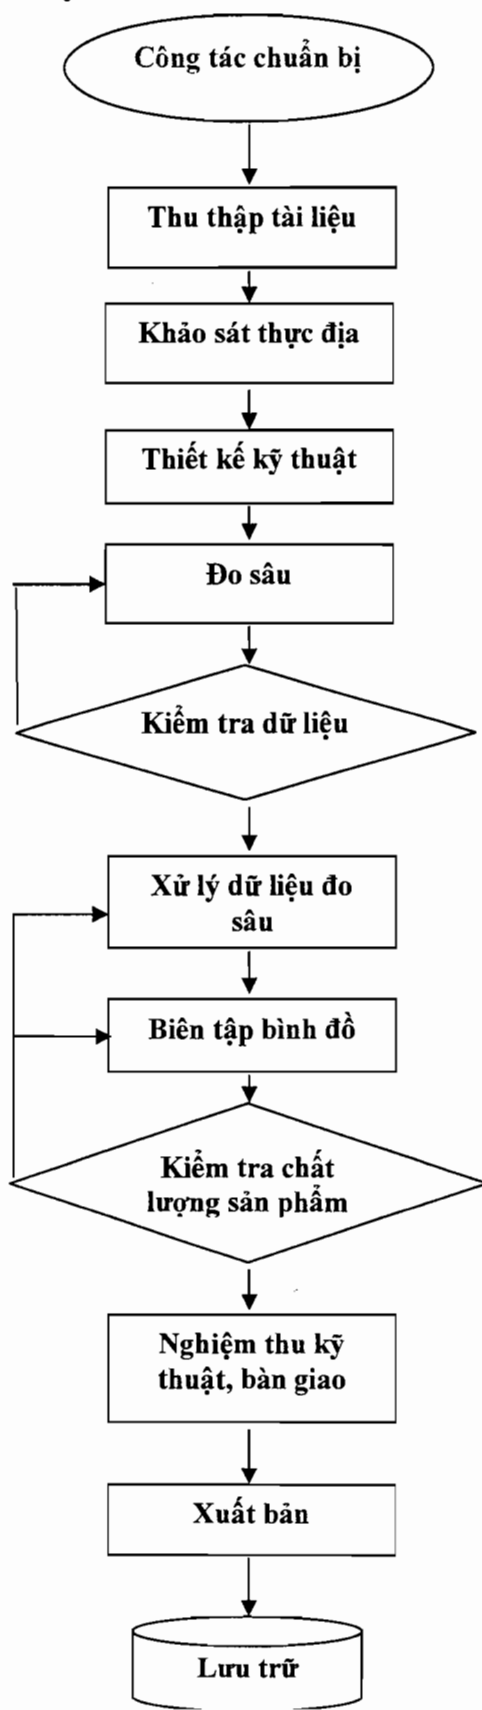 Công tác chuẩn bị
Thu thập tài liệu
Khảo sát thực địa
Thiết kế kỹ thuật
Đo sâu
Kiểm tra dữ liệu
Xử lý dữ liệu đo
sâu
Biên tập bình đồ
Kiểm tra chất
lượng sản phẩm
Nghiệm thu kỹ
thuật, bàn giao
Xuất bản
Lưu trữ